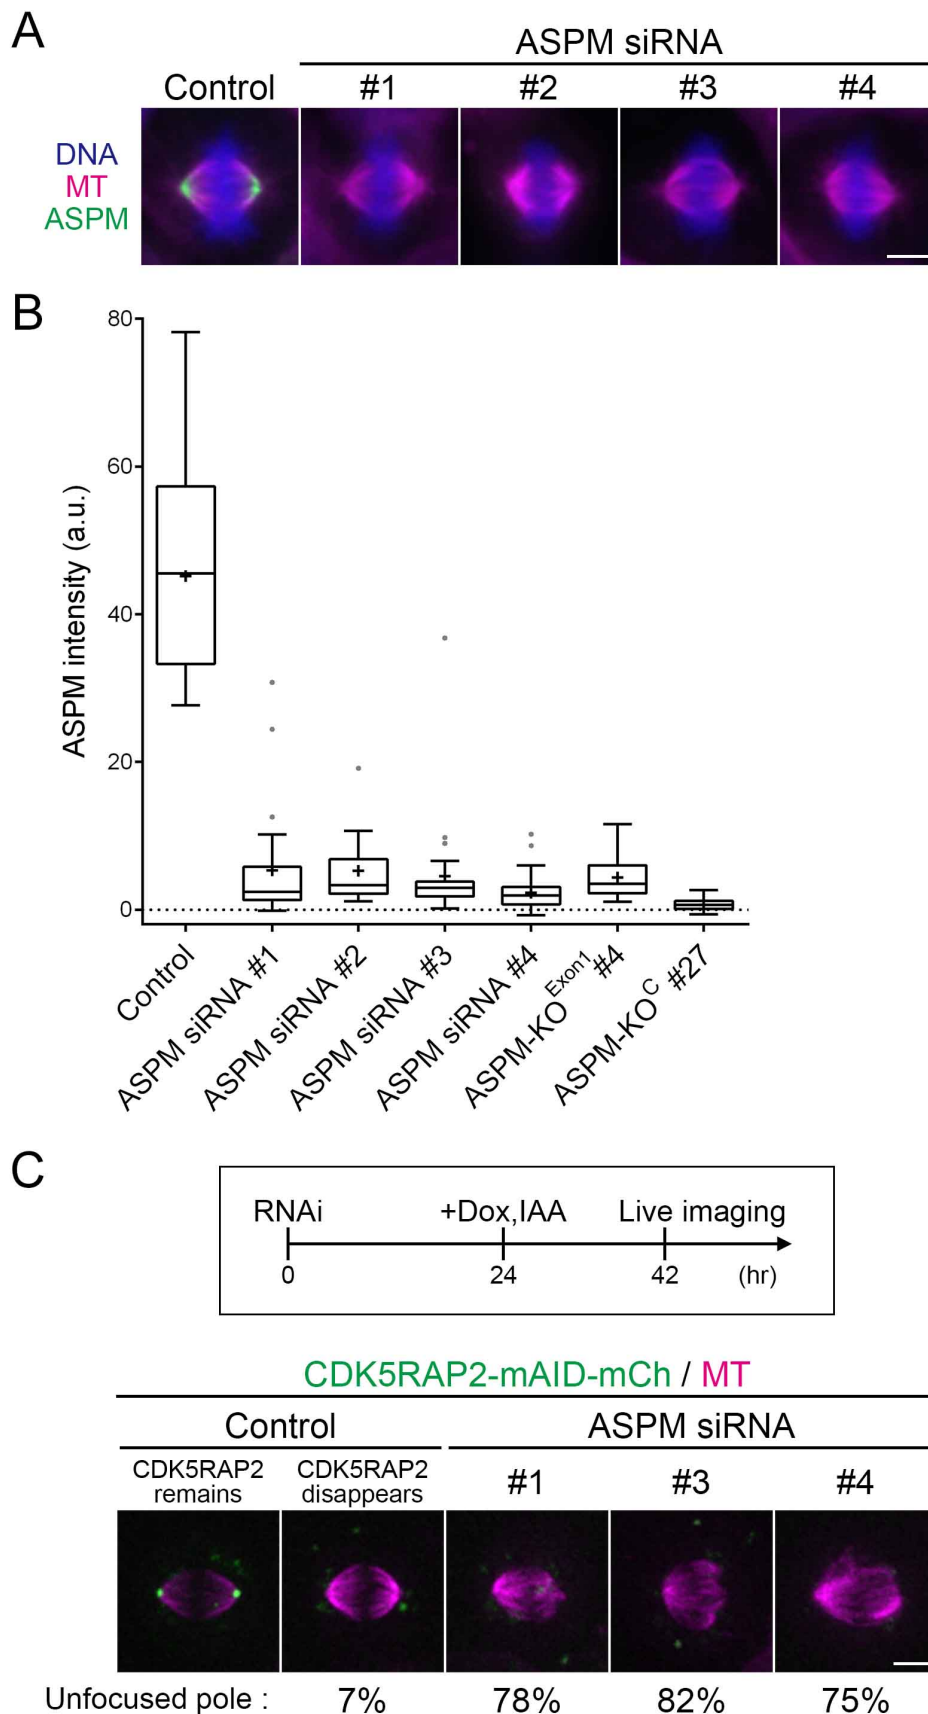 A
ASPM siRNA
Control #1 #2 #3 #4
DNA
MT
ASPM
B
80
60
40
20
0
ASPM intensity (a.u.)
Control
ASPM siRNA #1
ASPM siRNA #2
ASPM siRNA #3
ASPM siRNA #4
ASPM-KO^Exon1 #4
ASPM-KO^C #27
C
RNAi +Dox,IAA Live imaging
0 24 42 (hr)
CDK5RAP2-mAID-mCh / MT
Control ASPM siRNA
CDK5RAP2 remains CDK5RAP2 disappears #1 #3 #4
Unfocused pole : 7% 78% 82% 75%